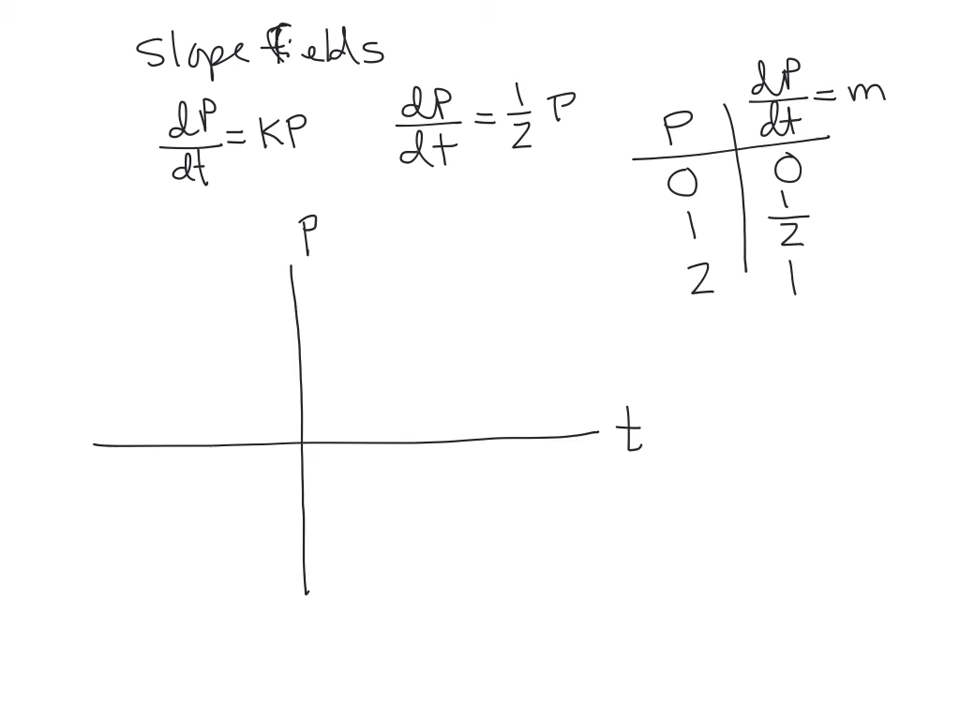 Slope fields
dP/dt = KP
dP/dt = 1/2 P
P | dP/dt = m
0 | 0
1 | 1/2
2 | 1
P
t